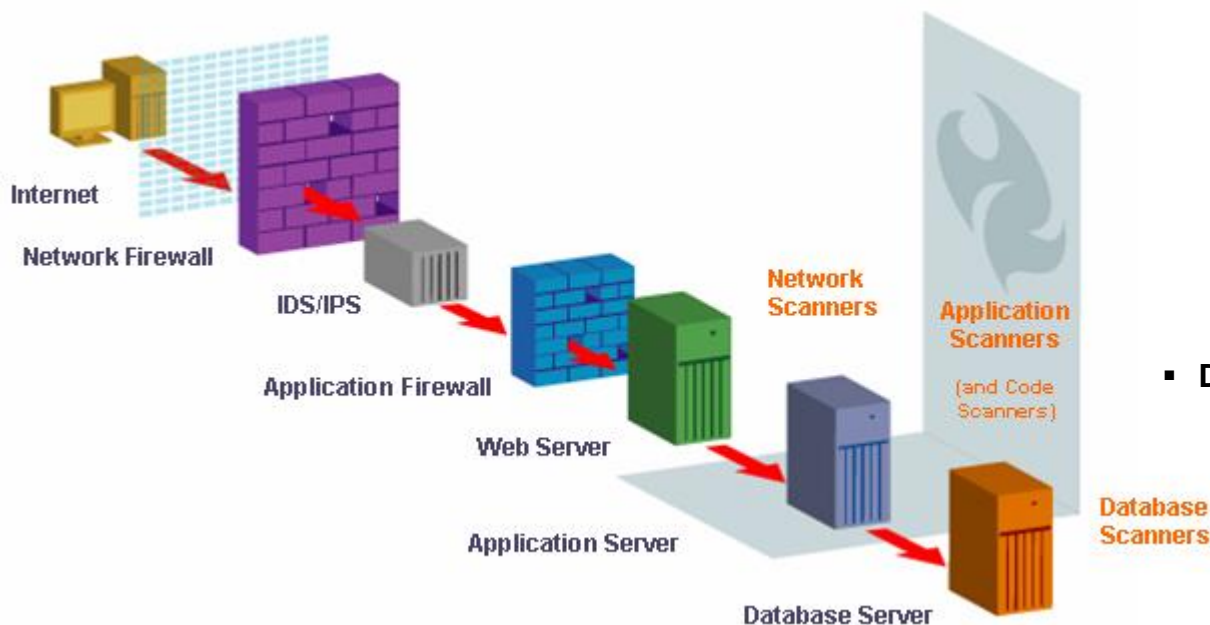 Internet
Network Firewall
IDS/IPS
Application Firewall
Web Server
Application Server
Database Server
Network
Scanners
Application
Scanners
(and Code
Scanners)
Database
Scanners
▪ D